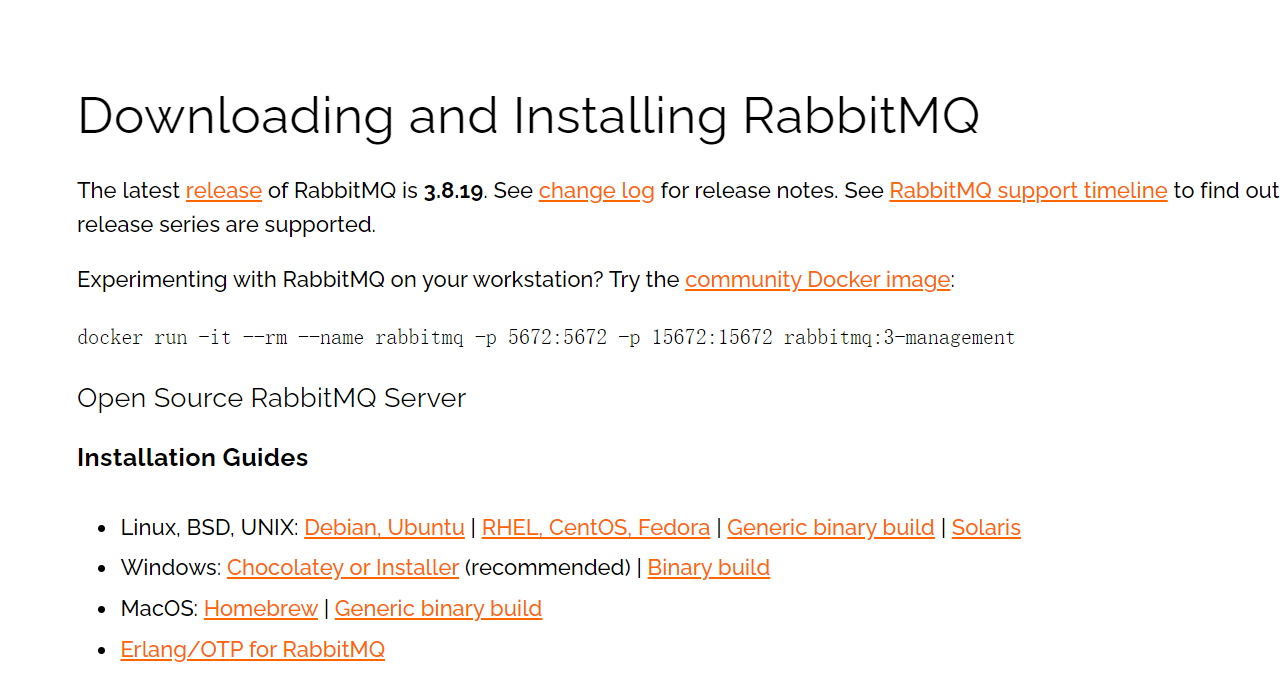 Downloading and Installing RabbitMQ
The latest release of RabbitMQ is 3.8.19. See change log for release notes. See RabbitMQ support timeline to find out
release series are supported.
Experimenting with RabbitMQ on your workstation? Try the community Docker image:
docker run -it --rm --name rabbitmq -p 5672:5672 -p 15672:15672 rabbitmq:3-management
Open Source RabbitMQ Server
Installation Guides
• Linux, BSD, UNIX: Debian, Ubuntu | RHEL, CentOS, Fedora | Generic binary build | Solaris
• Windows: Chocolatey or Installer (recommended) | Binary build
• MacOS: Homebrew | Generic binary build
• Erlang/OTP for RabbitMQ